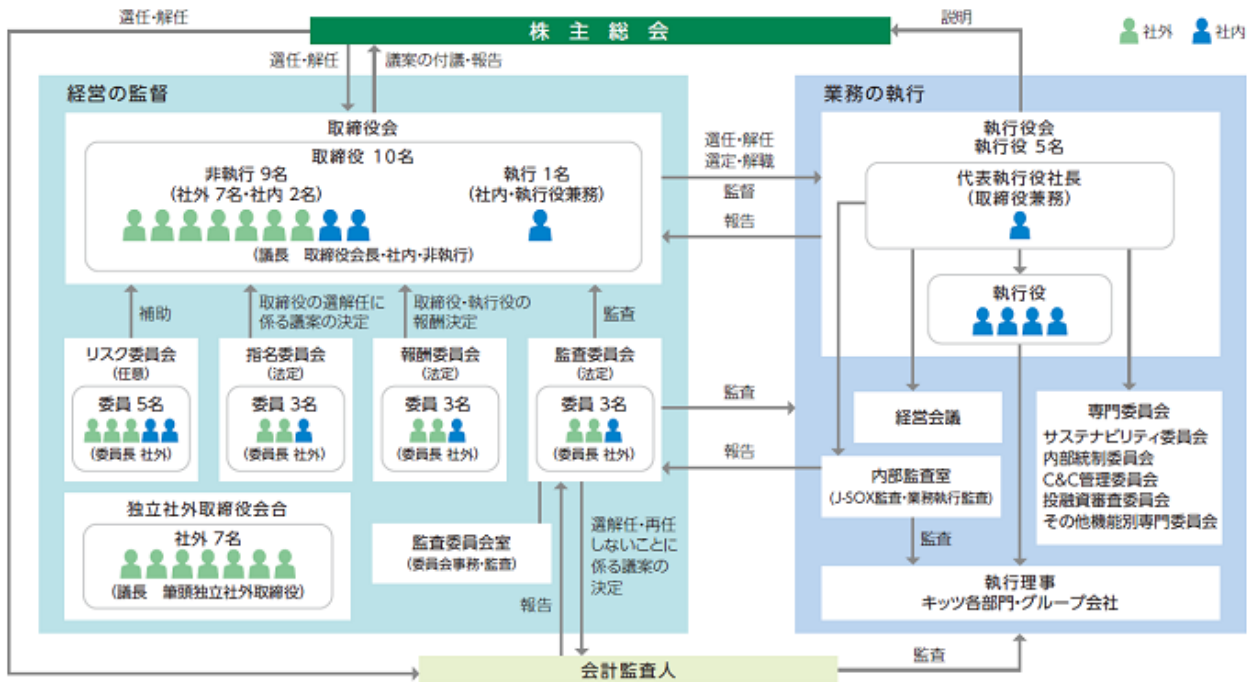 選任・解任
株主総会
説明
社外
社内
選任・解任
議案の付議・報告
経営の監督
取締役会
取締役 10名
非執行 9名
(社外 7名・社内 2名)
執行 1名
(社内・執行役兼務)
(議長 取締役会長・社内・非執行)
選任・解任
選定・解職
監督
報告
業務の執行
執行役会
執行役 5名
代表執行役社長
(取締役兼務)
執行役
補助
取締役の選解任に
係る議案の決定
取締役・執行役の
報酬決定
監査
リスク委員会
(任意)
委員 5名
(委員長 社外)
指名委員会
(法定)
委員 3名
(委員長 社外)
報酬委員会
(法定)
委員 3名
(委員長 社外)
監査委員会
(法定)
委員 3名
(委員長 社外)
監査
報告
経営会議
専門委員会
サステナビリティ委員会
内部統制委員会
C&C管理委員会
投融資審査委員会
その他機能別専門委員会
内部監査室
(J-SOX監査・業務執行監査)
監査
独立社外取締役会合
社外 7名
(議長 筆頭独立社外取締役)
監査委員会室
(委員会事務・監査)
選解任・再任
しないことに
係る議案の
決定
報告
執行理事
キッツ各部門・グループ会社
会計監査人
監査